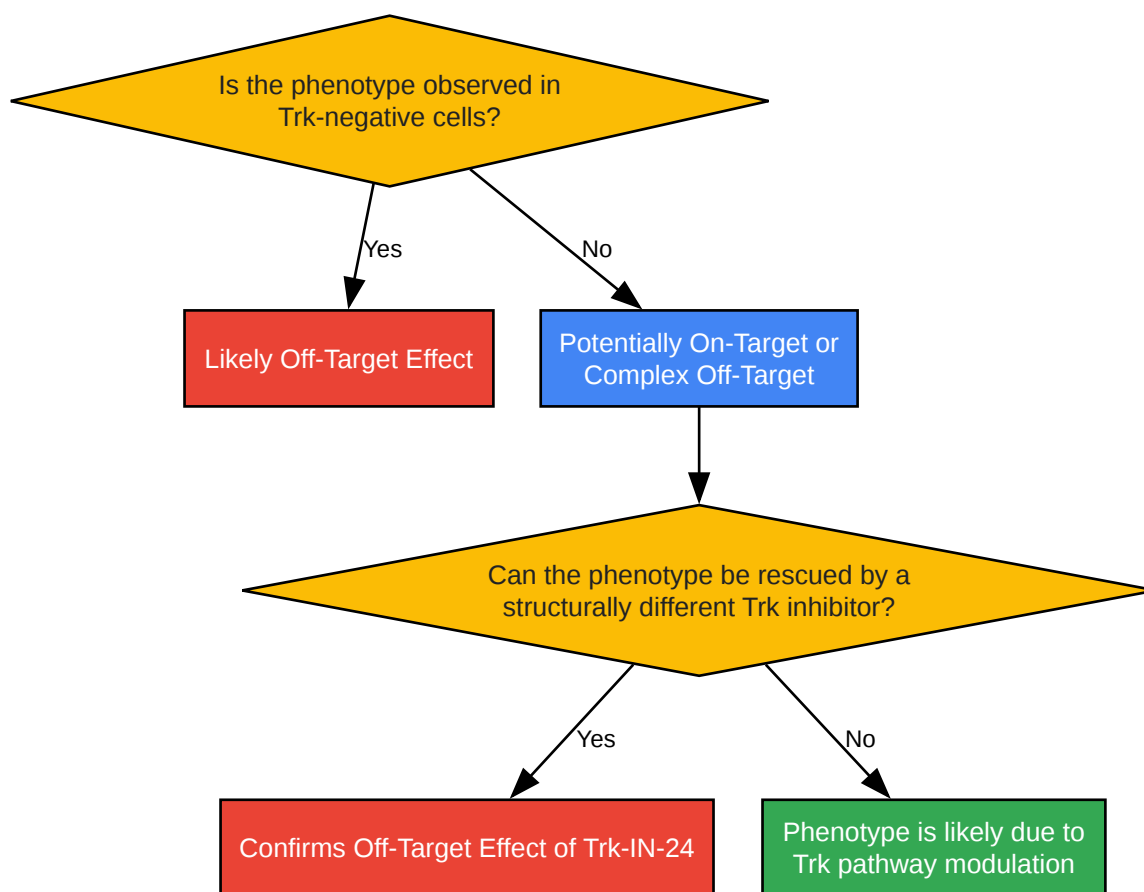 Is the phenotype observed in
Trk-negative cells?
Yes
No
Likely Off-Target Effect
Potentially On-Target or
Complex Off-Target
Can the phenotype be rescued by a
structurally different Trk inhibitor?
Yes
No
Confirms Off-Target Effect of Trk-IN-24
Phenotype is likely due to
Trk pathway modulation